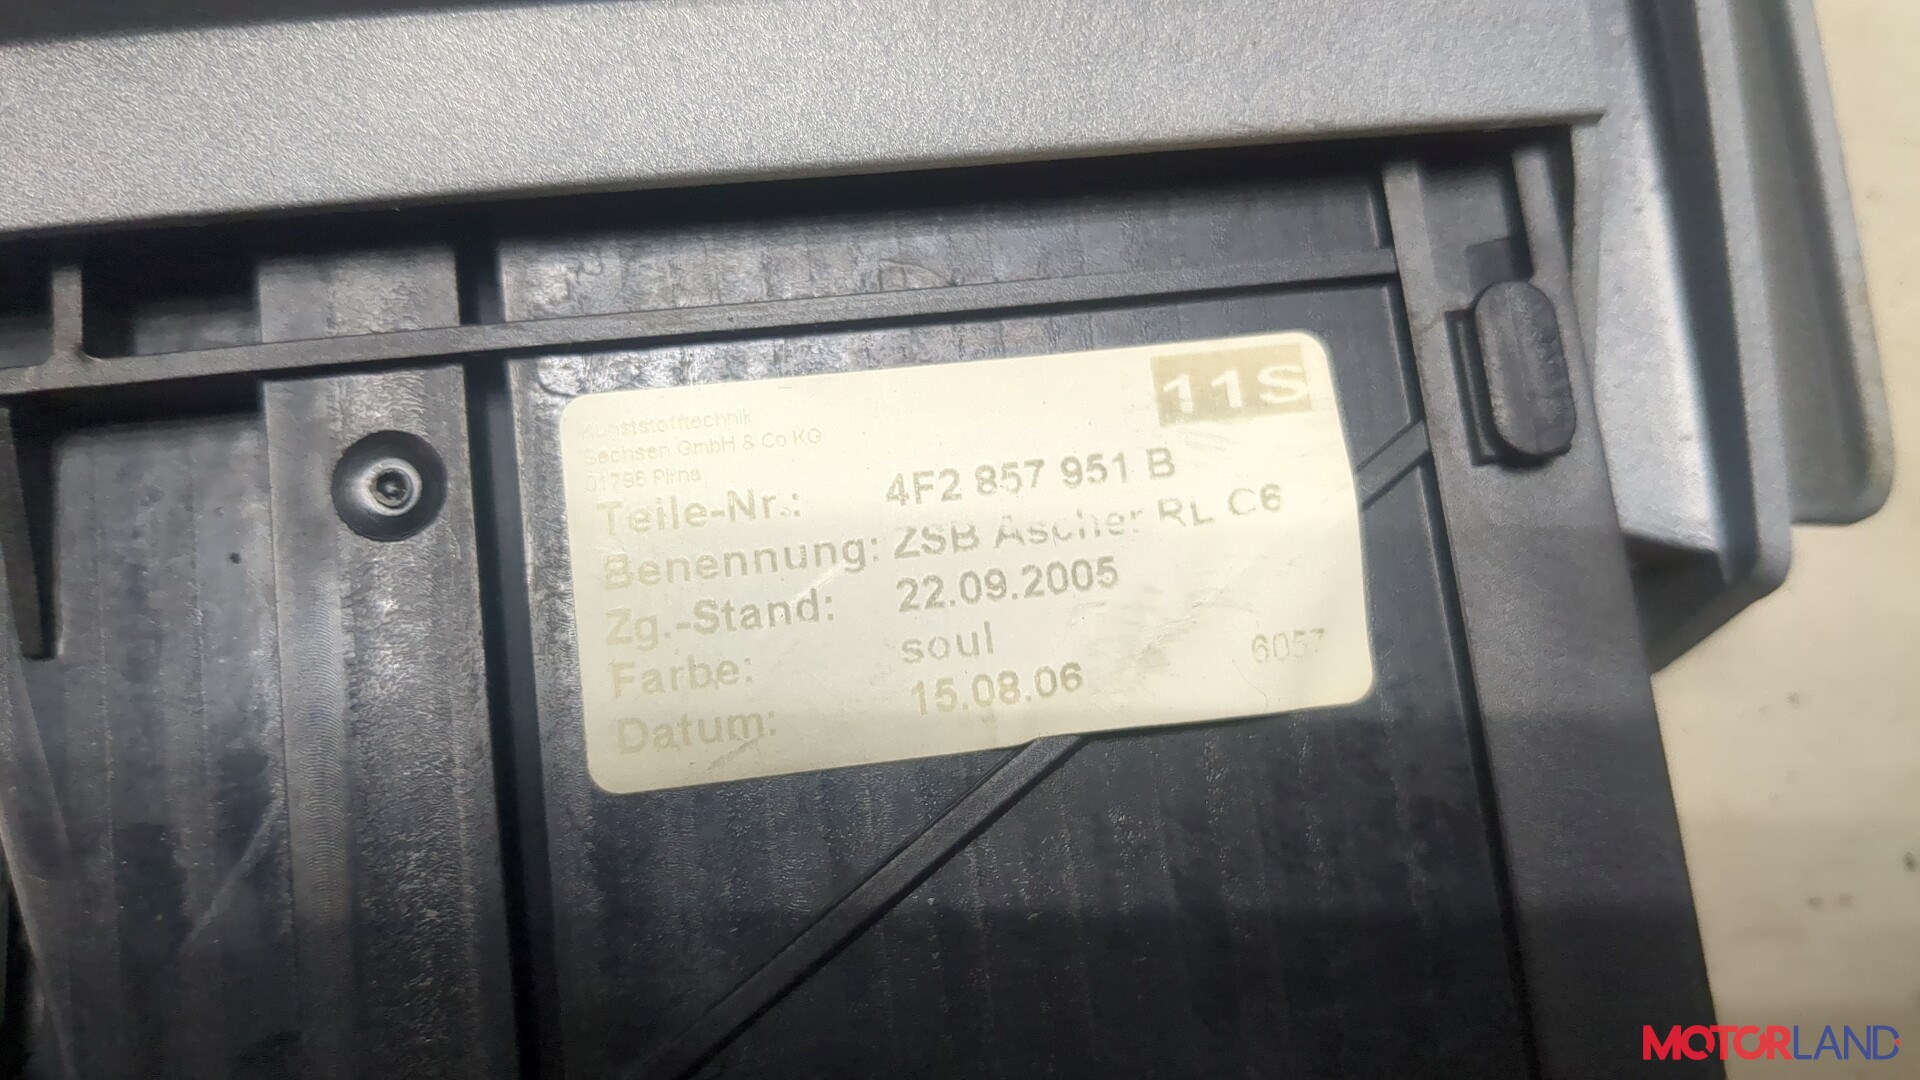 11S
Kunststofftechnik
Sachsen GmbH & Co KG
01796 Pirna
Teile-Nr.: 4F2 857 951 B
Benennung: ZSB Ascher RL C6
Zg.-Stand: 22.09.2005
Farbe: soul
6057
Datum: 15.08.06
MOTORLAND